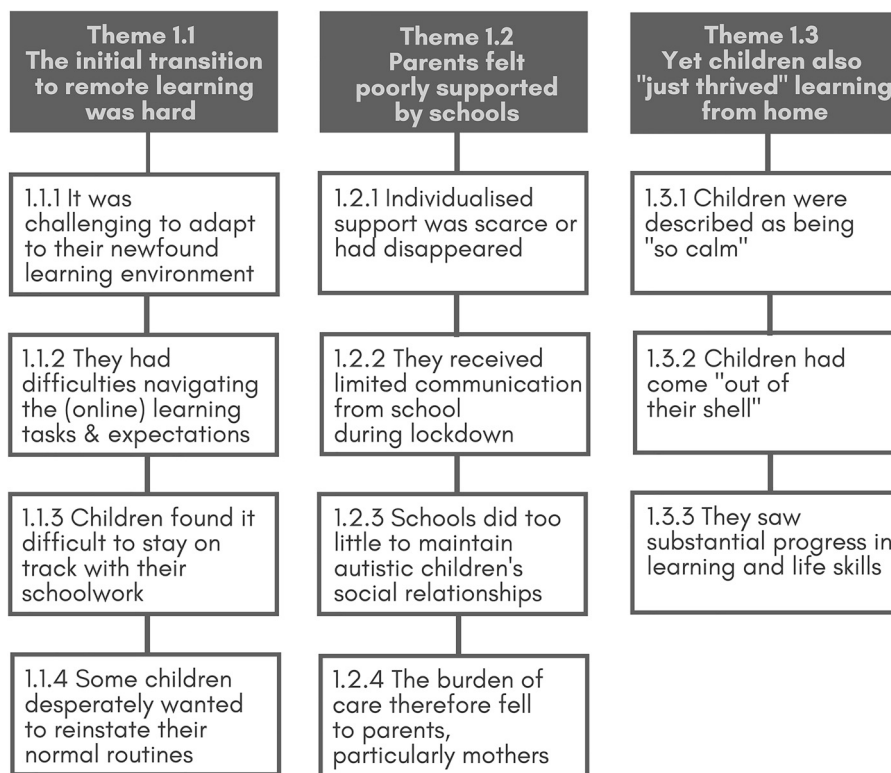 Theme 1.1
The initial transition
to remote learning
was hard
1.1.1 It was
challenging to adapt
to their newfound
learning environment
1.1.2 They had
difficulties navigating
the (online) learning
tasks & expectations
1.1.3 Children found it
difficult to stay on
track with their
schoolwork
1.1.4 Some children
desperately wanted
to reinstate their
normal routines
Theme 1.2
Parents felt
poorly supported
by schools
1.2.1 Individualised
support was scarce or
had disappeared
1.2.2 They received
limited communication
from school
during lockdown
1.2.3 Schools did too
little to maintain
autistic children's
social relationships
1.2.4 The burden of
care therefore fell
to parents,
particularly mothers
Theme 1.3
Yet children also
"just thrived" learning
from home
1.3.1 Children were
described as being
"so calm"
1.3.2 Children had
come "out of
their shell"
1.3.3 They saw
substantial progress in
learning and life skills